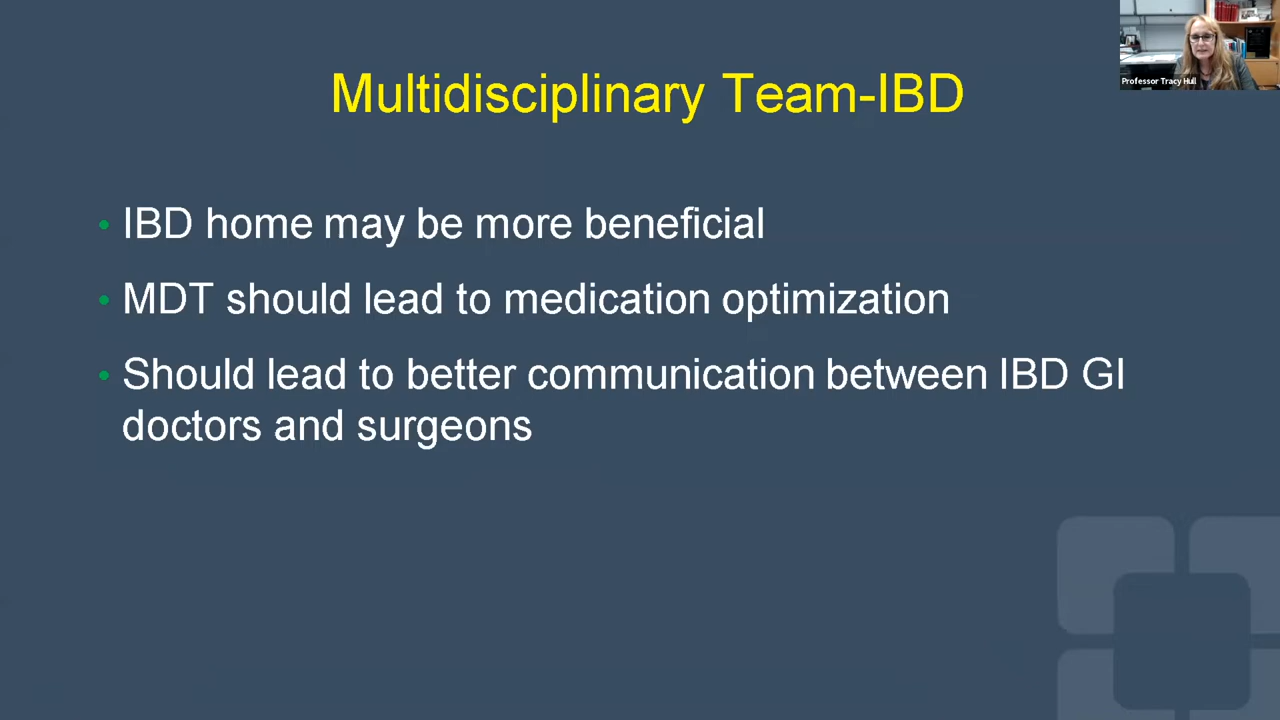 Professor Tracy Hull
Multidisciplinary Team-IBD
• IBD home may be more beneficial
• MDT should lead to medication optimization
• Should lead to better communication between IBD GI
doctors and surgeons